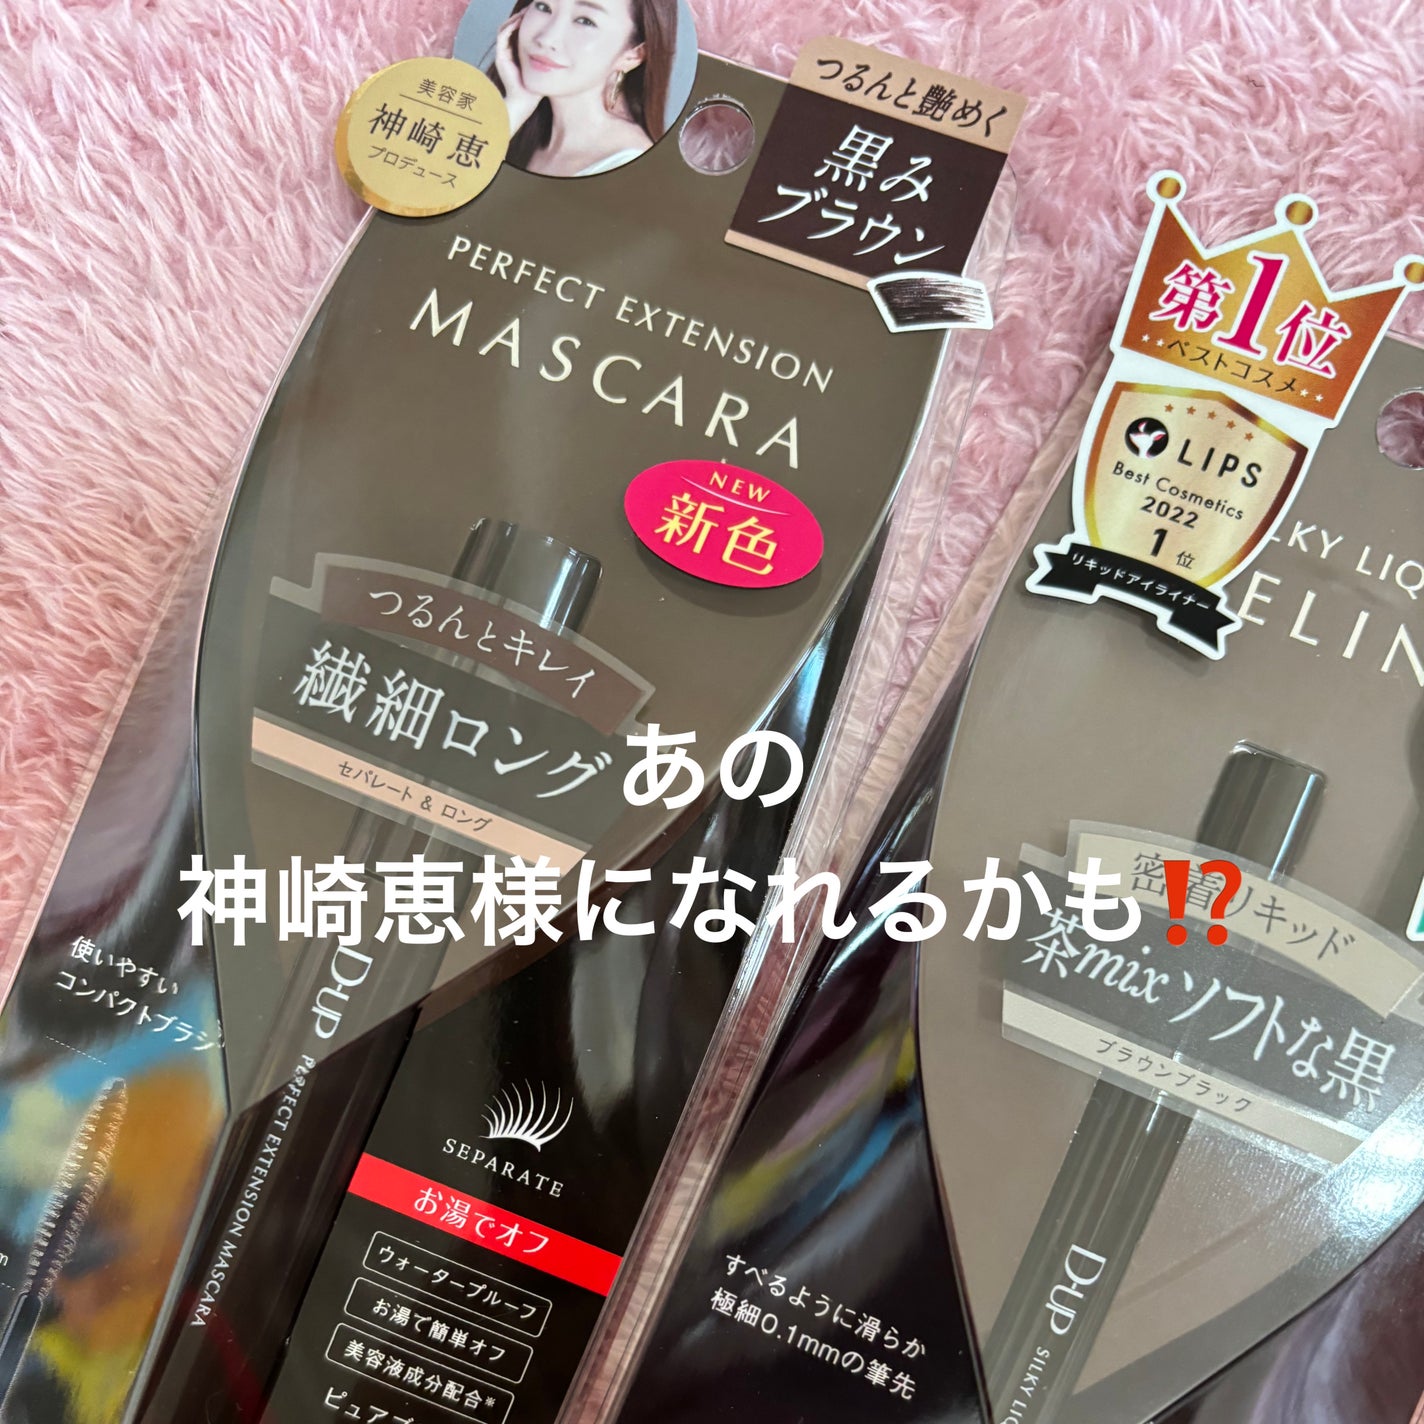 美容家
神崎 恵
プロデュース
つるんと艶めく
黒み
ブラウン
PERFECT EXTENSION
MASCARA
NEW
新色
つるんとキレイ
繊細ロング
セパレート & ロング
あの
神崎恵様になれるかも⁉️
使いやすい
コンパクトブラシ
D-UP PERFECT EXTENSION MASCARA
SEPARATE
お湯でオフ
ウォータープルーフ
お湯で簡単オフ
美容液成分配合※
第1位
ベストコスメ
LIPS
Best Cosmetics
2022
1位
リキッドアイライナー
密着リキッド
茶mixソフトな黒
ブラウンブラック
すべるように滑らか
極細0.1mmの筆先
D-UP